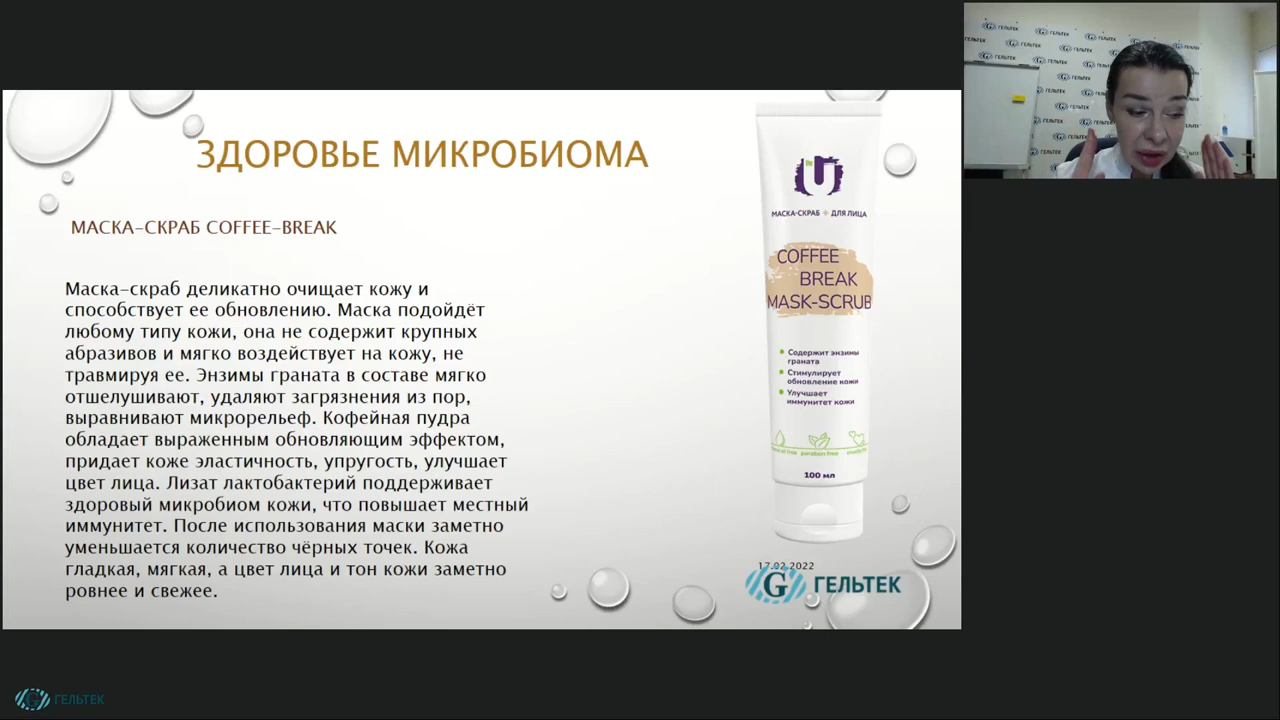 ЗДОРОВЬЕ МИКРОБИОМА
МАСКА-СКРАБ COFFEE-BREAK
Маска-скраб деликатно очищает кожу и
способствует ее обновлению. Маска подойдёт
любому типу кожи, она не содержит крупных
абразивов и мягко воздействует на кожу, не
травмируя ее. Энзимы граната в составе мягко
отшелушивают, удаляют загрязнения из пор,
выравнивают микрорельеф. Кофейная пудра
обладает выраженным обновляющим эффектом,
придает коже эластичность, упругость, улучшает
цвет лица. Лизат лактобактерий поддерживает
здоровый микробиом кожи, что повышает местный
иммунитет. После использования маски заметно
уменьшается количество чёрных точек. Кожа
гладкая, мягкая, а цвет лица и тон кожи заметно
ровнее и свежее.
the U
МАСКА-СКРАБ ДЛЯ ЛИЦА
COFFEE
BREAK
MASK-SCRUB
Содержит энзимы
граната
Стимулирует
обновление кожи
Улучшает
иммунитет кожи
paraben free
100 мл
17.02.2022
G ГЕЛЬТЕК
G ГЕЛЬТЕК
ГЕЛЬТЕК